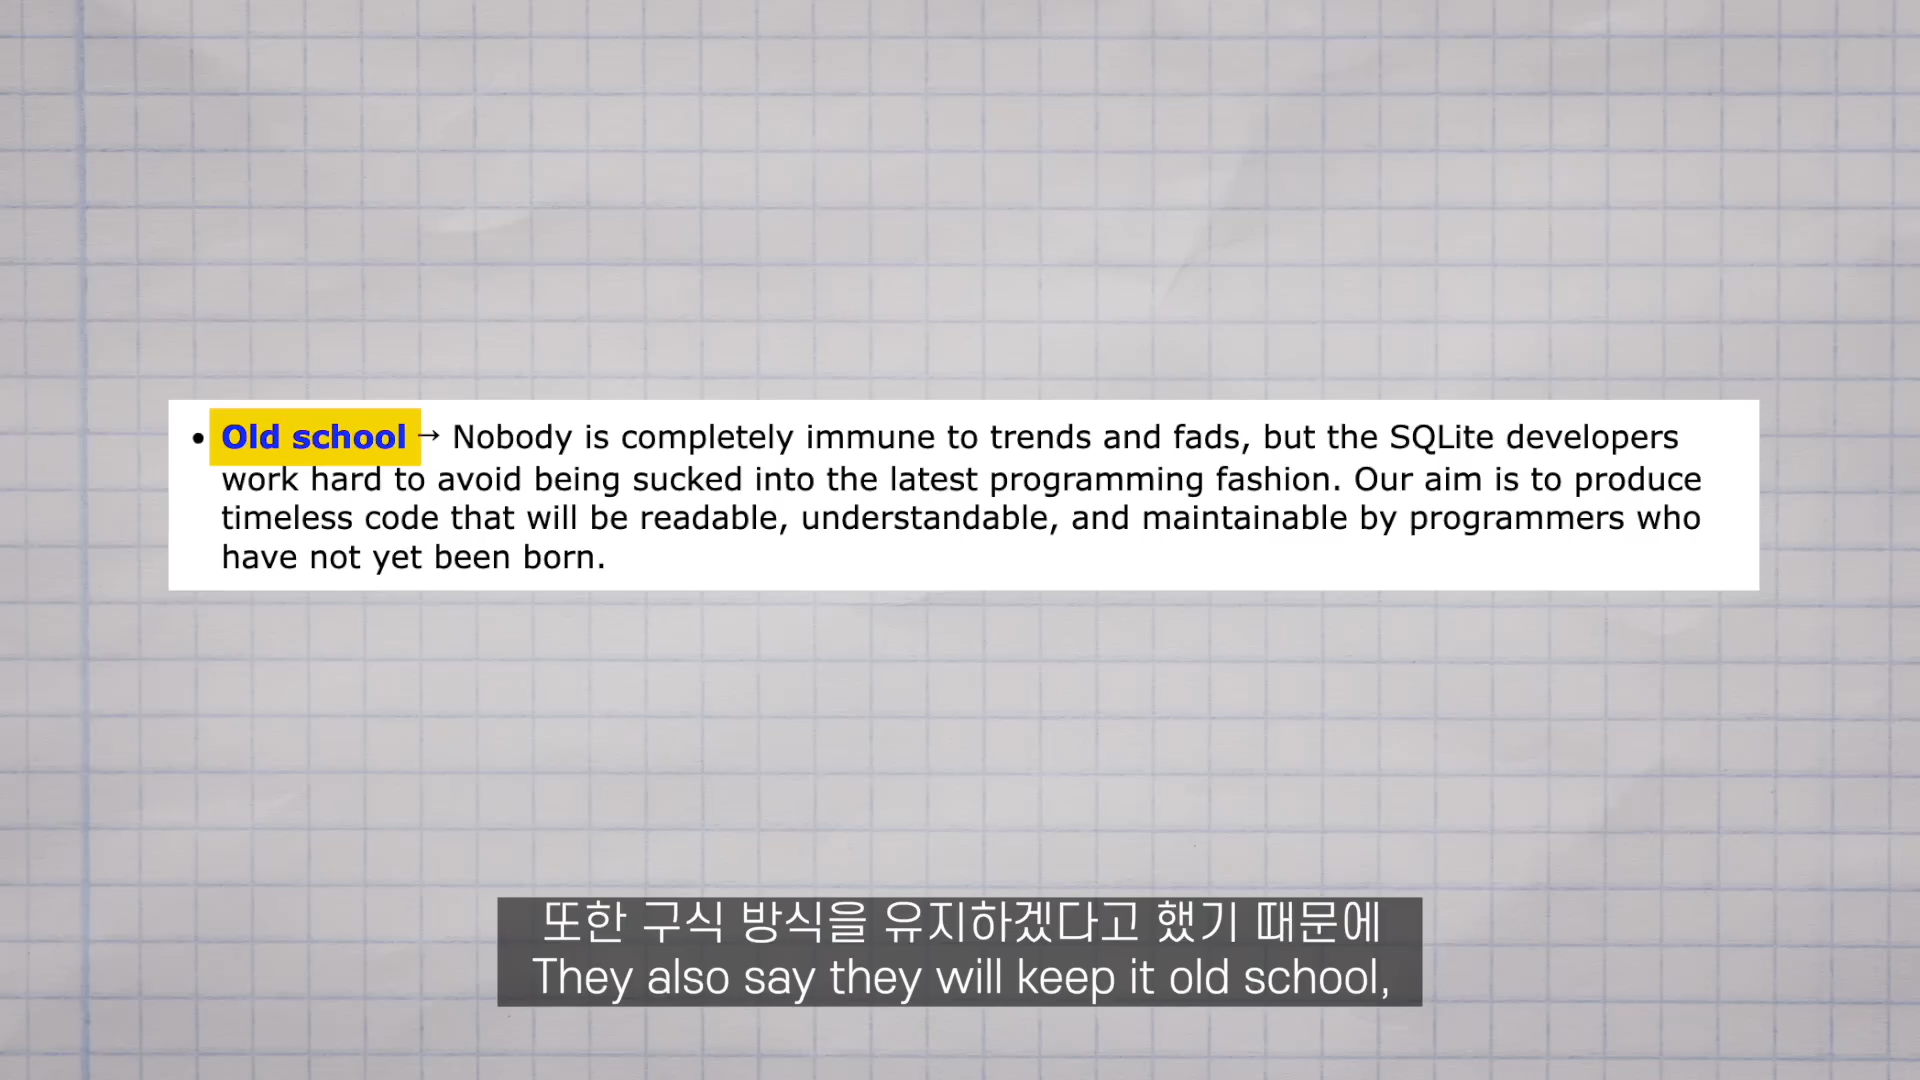 • Old school → Nobody is completely immune to trends and fads, but the SQLite developers
work hard to avoid being sucked into the latest programming fashion. Our aim is to produce
timeless code that will be readable, understandable, and maintainable by programmers who
have not yet been born.
또한 구식 방식을 유지하겠다고 했기 때문에
They also say they will keep it old school,